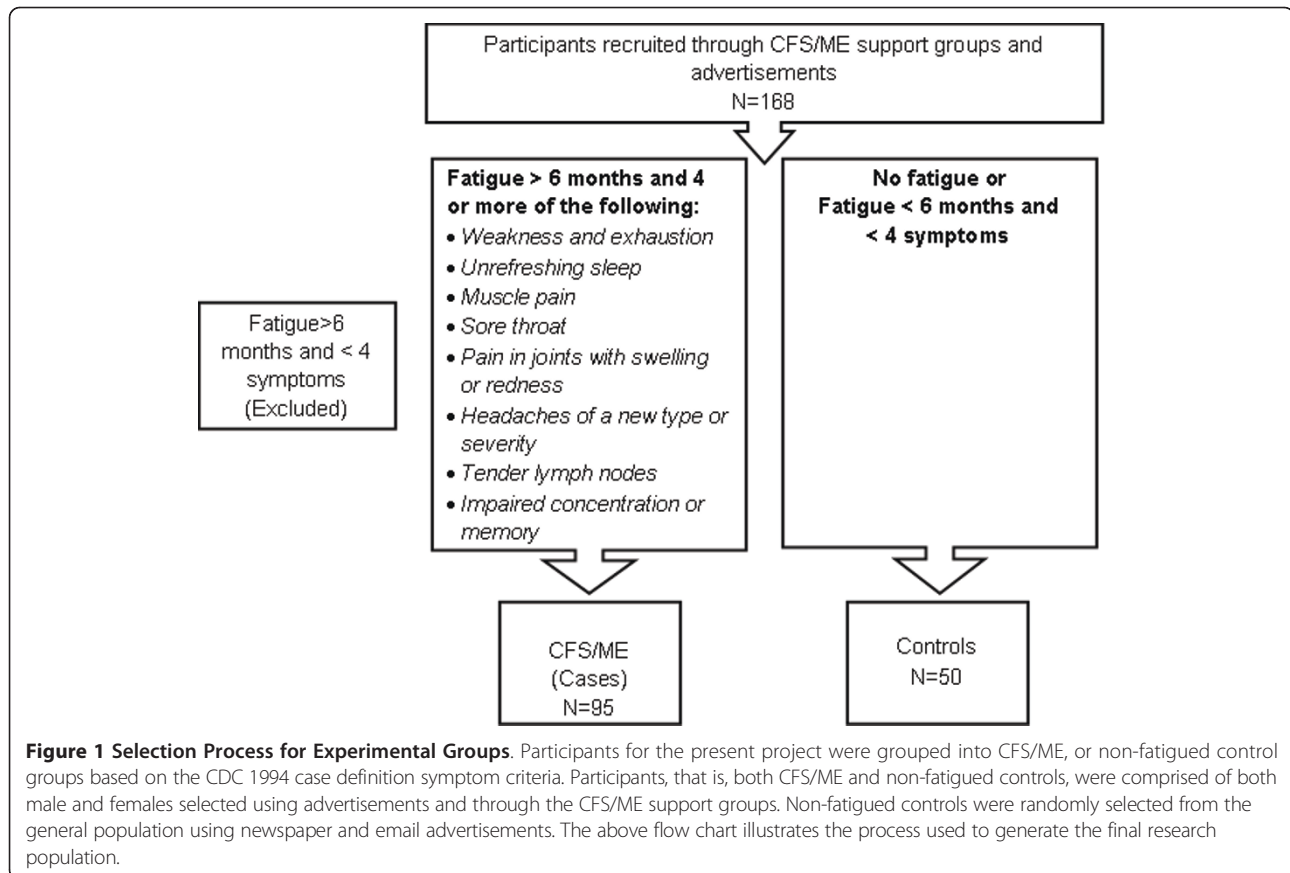 Participants recruited through CFS/ME support groups and
advertisements
N=168
Fatigue > 6 months and 4
or more of the following:
• Weakness and exhaustion
• Unrefreshing sleep
• Muscle pain
• Sore throat
• Pain in joints with swelling
or redness
• Headaches of a new type or
severity
• Tender lymph nodes
• Impaired concentration or
memory
No fatigue or
Fatigue < 6 months and
< 4 symptoms
Fatigue>6
months and < 4
symptoms
(Excluded)
CFS/ME
(Cases)
N=95
Controls
N=50
Figure 1 Selection Process for Experimental Groups. Participants for the present project were grouped into CFS/ME, or non-fatigued control
groups based on the CDC 1994 case definition symptom criteria. Participants, that is, both CFS/ME and non-fatigued controls, were comprised of both
male and females selected using advertisements and through the CFS/ME support groups. Non-fatigued controls were randomly selected from the
general population using newspaper and email advertisements. The above flow chart illustrates the process used to generate the final research
population.